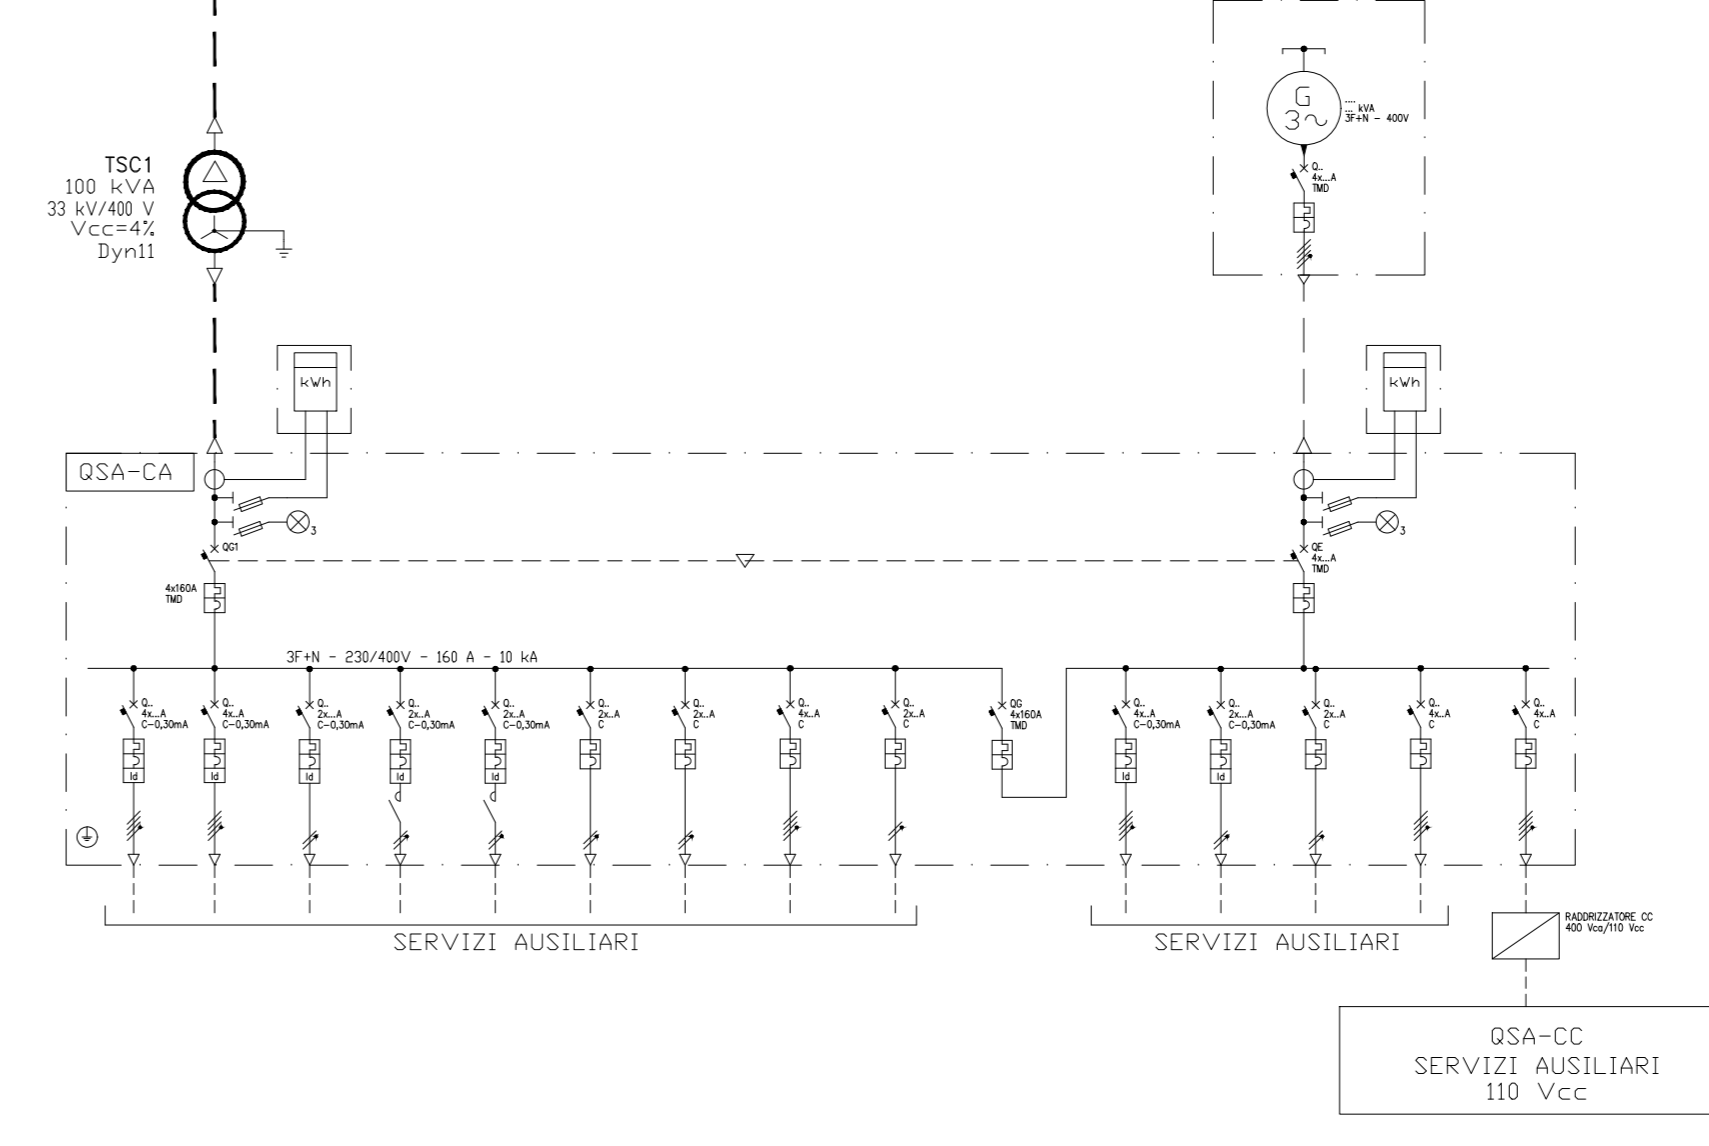 G
3~
....
... kVA
3F+N - 400V
Q..
4x...A
TMD
TSC1
100 kVA
33 kV/400 V
Vcc=4%
Dyn11
kWh
kWh
QSA-CA
3
3
QG1
QE
4x...A
TMD
4x160A
TMD
3F+N - 230/400V - 160 A - 10 kA
Q..
4x...A
C-0,30mA
Q..
4x...A
C-0,30mA
Q..
2x...A
C-0,30mA
Q..
2x...A
C-0,30mA
Q..
2x...A
C-0,30mA
Q..
2x...A
C
Q..
2x...A
C
Q..
4x...A
C
Q..
2x...A
C
QG
4x160A
TMD
Q..
4x...A
C-0,30mA
Q..
2x...A
C-0,30mA
Q..
2x...A
C
Q..
4x...A
C
Q..
4x...A
C
Id
Id
Id
Id
Id
Id
Id
SERVIZI AUSILIARI
SERVIZI AUSILIARI
RADDRIZZATORE CC
400 Vca/110 Vcc
QSA-CC
SERVIZI AUSILIARI
110 Vcc